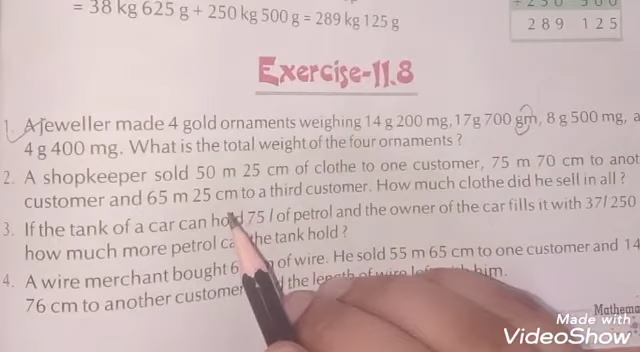 = 38 kg 625 g + 250 kg 500 g = 289 kg 125 g
289 125
Exercise-11.8
1. A jeweller made 4 gold ornaments weighing 14 g 200 mg, 17g 700 gm, 8 g 500 mg, a
4 g 400 mg. What is the total weight of the four ornaments ?
2. A shopkeeper sold 50 m 25 cm of clothe to one customer, 75 m 70 cm to anot
customer and 65 m 25 cm to a third customer. How much clothe did he sell in all ?
3. If the tank of a car can hold 75 l of petrol and the owner of the car fills it with 37l 250
how much more petrol ca the tank hold ?
4. A wire merchant bought 6 of wire. He sold 55 m 65 cm to one customer and 14
76 cm to another customer the length of wire him.
Mathema
Made with
VideoShow